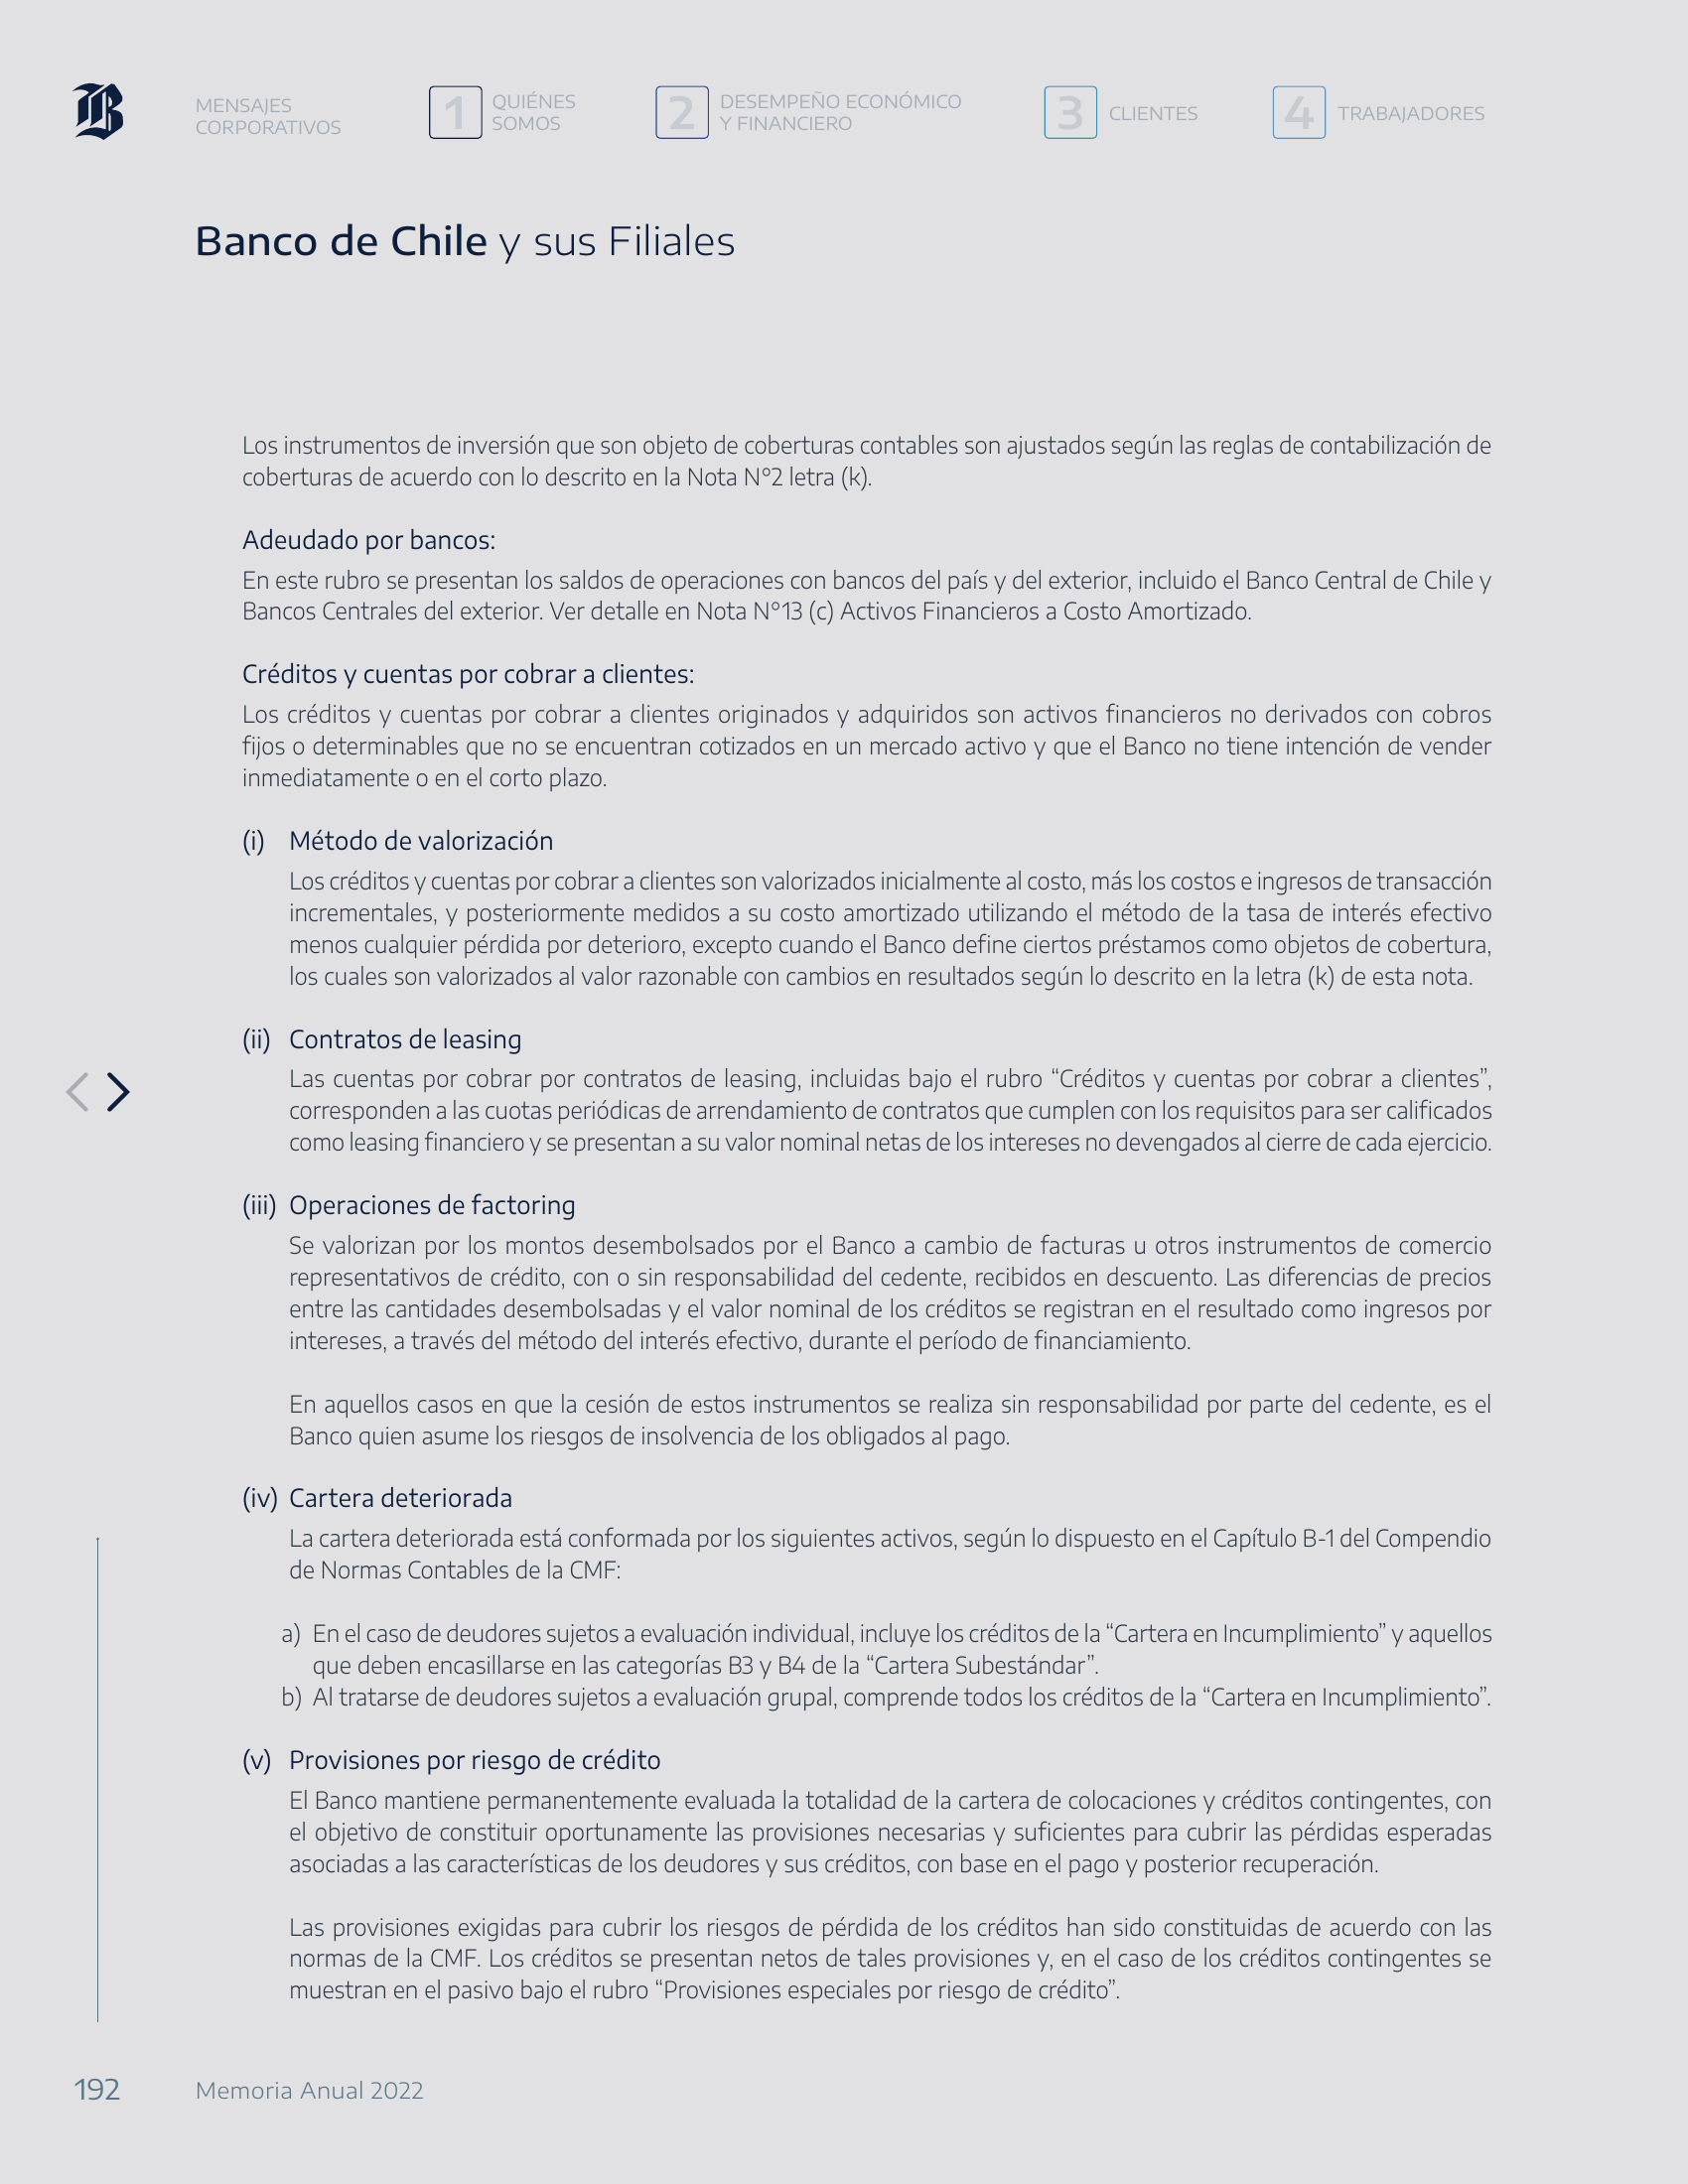 B
MENSAJES
CORPORATIVOS
1
QUIÉNES
SOMOS
2
DESEMPEÑO ECONÓMICO
Y FINANCIERO
3
CLIENTES
4
TRABAJADORES
Banco de Chile y sus Filiales
Los instrumentos de inversión que son objeto de coberturas contables son ajustados según las reglas de contabilización de
coberturas de acuerdo con lo descrito en la Nota N°2 letra (k).
Adeudado por bancos:
En este rubro se presentan los saldos de operaciones con bancos del país y del exterior, incluido el Banco Central de Chile y
Bancos Centrales del exterior. Ver detalle en Nota N°13 (c) Activos Financieros a Costo Amortizado.
Créditos y cuentas por cobrar a clientes:
Los créditos y cuentas por cobrar a clientes originados y adquiridos son activos financieros no derivados con cobros
fijos o determinables que no se encuentran cotizados en un mercado activo y que el Banco no tiene intención de vender
inmediatamente o en el corto plazo.
(i) Método de valorización
Los créditos y cuentas por cobrar a clientes son valorizados inicialmente al costo, más los costos e ingresos de transacción
incrementales, y posteriormente medidos a su costo amortizado utilizando el método de la tasa de interés efectivo
menos cualquier pérdida por deterioro, excepto cuando el Banco define ciertos préstamos como objetos de cobertura,
los cuales son valorizados al valor razonable con cambios en resultados según lo descrito en la letra (k) de esta nota.
(ii) Contratos de leasing
Las cuentas por cobrar por contratos de leasing, incluidas bajo el rubro “Créditos y cuentas por cobrar a clientes”,
corresponden a las cuotas periódicas de arrendamiento de contratos que cumplen con los requisitos para ser calificados
como leasing financiero y se presentan a su valor nominal netas de los intereses no devengados al cierre de cada ejercicio.
(iii) Operaciones de factoring
Se valorizan por los montos desembolsados por el Banco a cambio de facturas u otros instrumentos de comercio
representativos de crédito, con o sin responsabilidad del cedente, recibidos en descuento. Las diferencias de precios
entre las cantidades desembolsadas y el valor nominal de los créditos se registran en el resultado como ingresos por
intereses, a través del método del interés efectivo, durante el período de financiamiento.
En aquellos casos en que la cesión de estos instrumentos se realiza sin responsabilidad por parte del cedente, es el
Banco quien asume los riesgos de insolvencia de los obligados al pago.
(iv) Cartera deteriorada
La cartera deteriorada está conformada por los siguientes activos, según lo dispuesto en el Capítulo B-1 del Compendio
de Normas Contables de la CMF:
a) En el caso de deudores sujetos a evaluación individual, incluye los créditos de la “Cartera en Incumplimiento” y aquellos
que deben encasillarse en las categorías B3 y B4 de la “Cartera Subestándar”.
b) Al tratarse de deudores sujetos a evaluación grupal, comprende todos los créditos de la “Cartera en Incumplimiento”.
(v) Provisiones por riesgo de crédito
El Banco mantiene permanentemente evaluada la totalidad de la cartera de colocaciones y créditos contingentes, con
el objetivo de constituir oportunamente las provisiones necesarias y suficientes para cubrir las pérdidas esperadas
asociadas a las características de los deudores y sus créditos, con base en el pago y posterior recuperación.
Las provisiones exigidas para cubrir los riesgos de pérdida de los créditos han sido constituidas de acuerdo con las
normas de la CMF. Los créditos se presentan netos de tales provisiones y, en el caso de los créditos contingentes se
muestran en el pasivo bajo el rubro “Provisiones especiales por riesgo de crédito”.
192
Memoria Anual 2022